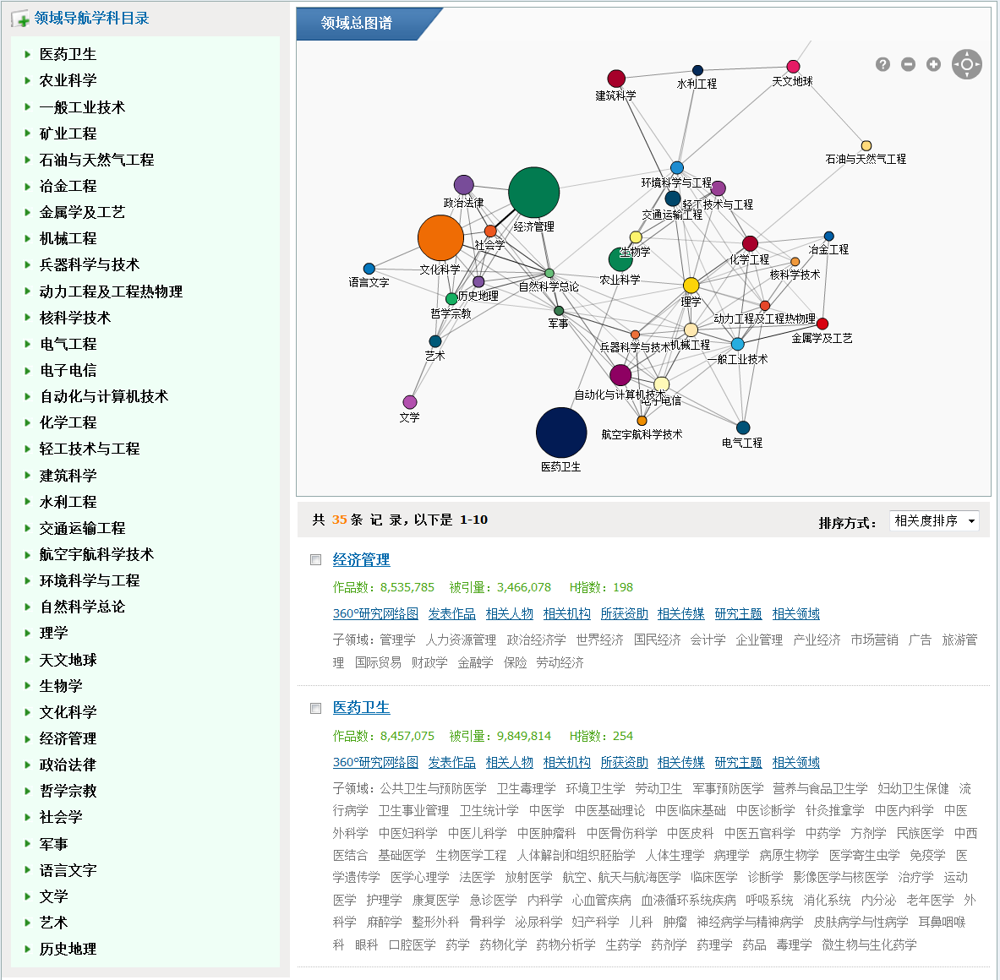 领域导航学科目录
医药卫生
农业科学
一般工业技术
矿业工程
石油与天然气工程
冶金工程
金属学及工艺
机械工程
兵器科学与技术
动力工程及工程热物理
核科学技术
电气工程
电子电信
自动化与计算机技术
化学工程
轻工技术与工程
建筑科学
水利工程
交通运输工程
航空宇航科学技术
环境科学与工程
自然科学总论
理学
天文地球
生物学
文化科学
经济管理
政治法律
哲学宗教
社会学
军事
语言文字
文学
艺术
历史地理
领域总图谱
建筑科学
水利工程
天文地球
石油与天然气工程
环境科学与工程
轻工技术与工程
交通运输工程
政治法律
经济管理
社会学
生物学
化学工程
冶金工程
文化科学
农业科学
核科学技术
语言文字
自然科学总论
历史地理
理学
哲学宗教
军事
动力工程及工程热物理
金属学及工艺
兵器科学与技术
机械工程
一般工业技术
艺术
自动化与计算机技术
电子电信
文学
航空宇航科学技术
电气工程
医药卫生
共 35 条 记 录，以下是 1-10
排序方式： 相关度排序
经济管理
作品数：8,535,785 被引量：3,466,078 H指数：198
360°研究网络图 发表作品 相关人物 相关机构 所获资助 相关传媒 研究主题 相关领域
子领域：管理学 人力资源管理 政治经济学 世界经济 国民经济 会计学 企业管理 产业经济 市场营销 广告 旅游管
理 国际贸易 财政学 金融学 保险 劳动经济
医药卫生
作品数：8,457,075 被引量：9,849,814 H指数：254
360°研究网络图 发表作品 相关人物 相关机构 所获资助 相关传媒 研究主题 相关领域
子领域：公共卫生与预防医学 卫生毒理学 环境卫生学 劳动卫生 军事预防医学 营养与食品卫生学 妇幼卫生保健 流
行病学 卫生事业管理 卫生统计学 中医学 中医基础理论 中医临床基础 中医诊断学 针灸推拿学 中医内科学 中医
外科学 中医妇科学 中医儿科学 中医肿瘤科 中医骨伤科学 中医皮科 中医五官科学 中药学 方剂学 民族医学 中西
医结合 基础医学 生物医学工程 人体解剖和组织胚胎学 人体生理学 病理学 病原生物学 医学寄生虫学 免疫学 医
学遗传学 医学心理学 法医学 放射医学 航空、航天与航海医学 临床医学 诊断学 影像医学与核医学 治疗学 运动
医学 护理学 康复医学 急诊医学 内科学 心血管疾病 血液循环系统疾病 呼吸系统 消化系统 内分泌 老年医学 外
科学 麻醉学 整形外科 骨科学 泌尿科学 妇产科学 儿科 肿瘤 神经病学与精神病学 皮肤病学与性病学 耳鼻咽喉
科 眼科 口腔医学 药学 药物化学 药物分析学 生药学 药剂学 药理学 药品 毒理学 微生物与生化药学